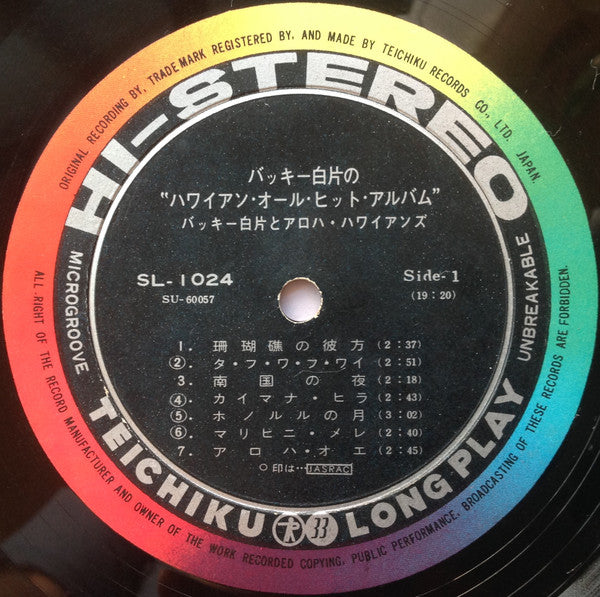 ORIGINAL RECORDING BY, TRADE MARK REGISTERED BY, AND MADE BY TEICHIKU RECORDS CO., LTD. JAPAN.
HI-STEREO
バッキー白片の
“ハワイアン・オール・ヒット・アルバム”
バッキー白片とアロハ・ハワイアンズ
SL-1024
SU-60057
Side-1
(19:20)
MICROGROOVE
UNBREAKABLE
1. 珊瑚礁の彼方 (2:37)
② タ・フ・ワ・フ・ワイ (2:51)
3. 南国の夜 (2:18)
④ カイマナ・ヒラ (2:43)
⑤ ホノルルの月 (3:02)
⑥ マリヒニ・メレ (2:40)
7. アロハ・オエ (2:45)
○印は…JASRAC
TEICHIKU 33 LONG PLAY
ALL RIGHT OF THE RECORD MANUFACTURER AND OWNER OF THE WORK RECORDED COPYING, PUBLIC PERFORMANCE, BROADCASTING OF THESE RECORDS ARE FORBIDDEN.